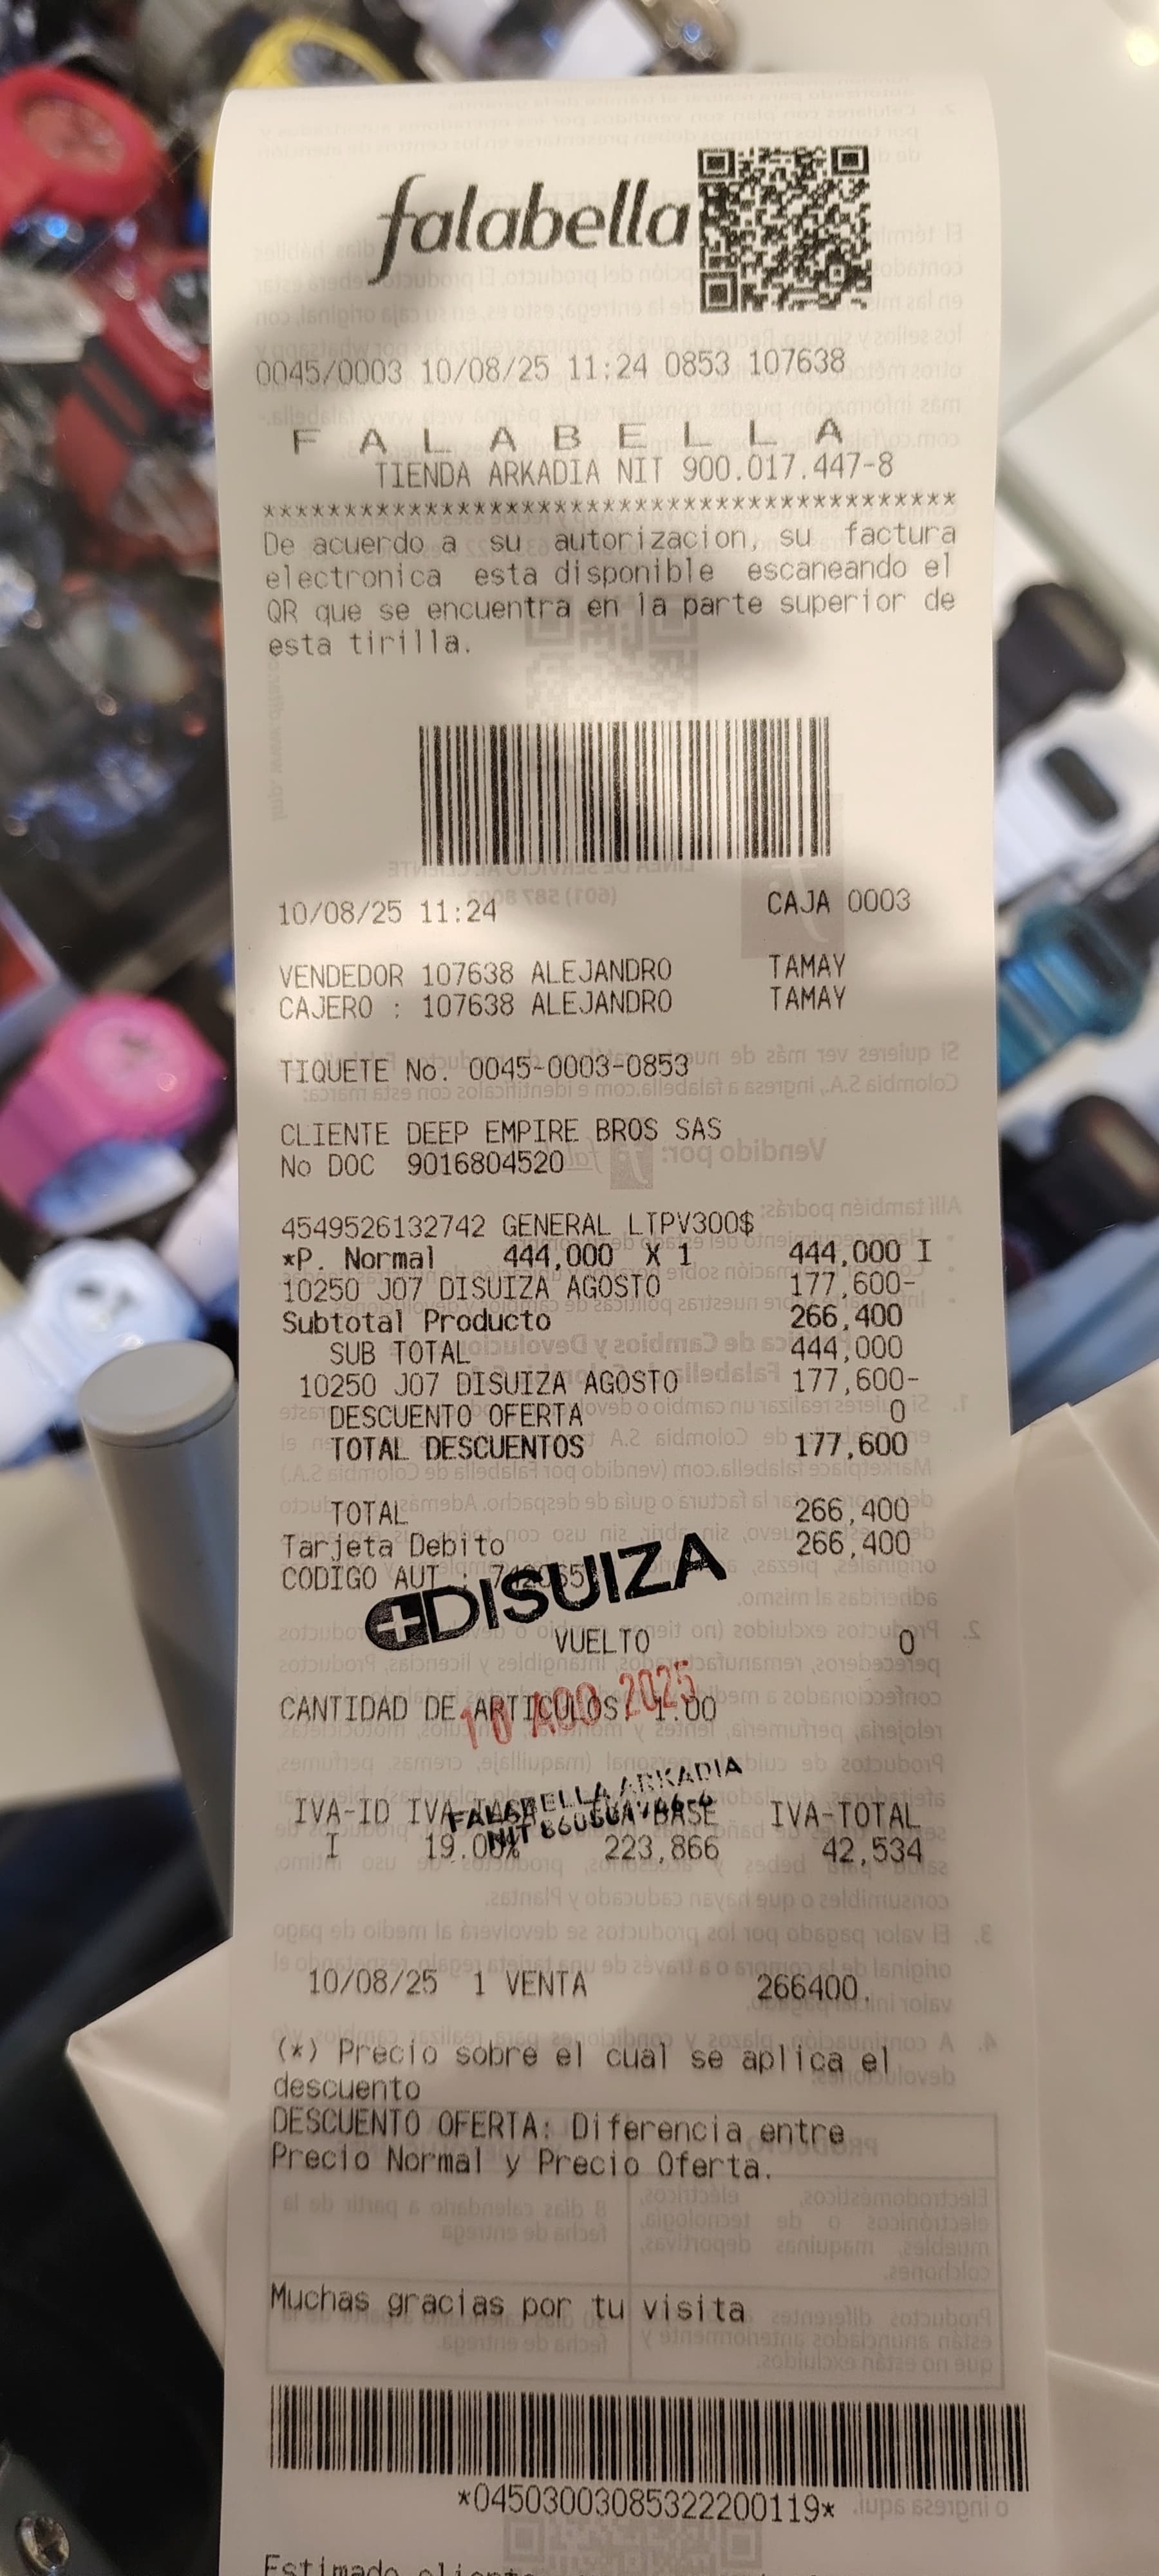 falabella
0045/0003 10/08/25 11:24 0853 107638
F A L A B E L L A
TIENDA ARKADIA NIT 900.017.447-8
*********************************************
De acuerdo a su autorizacion, su factura
electronica esta disponible escaneando el
QR que se encuentra en la parte superior de
esta tirilla.
10/08/25 11:24 CAJA 0003
VENDEDOR 107638 ALEJANDRO TAMAY
CAJERO : 107638 ALEJANDRO TAMAY
TIQUETE No. 0045-0003-0853
CLIENTE DEEP EMPIRE BROS SAS
No DOC 9016804520
4549526132742 GENERAL LTPV300$
*P. Normal 444,000 X 1 444,000 I
10250 J07 DISUIZA AGOSTO 177,600-
Subtotal Producto 266,400
SUB TOTAL 444,000
10250 J07 DISUIZA AGOSTO 177,600-
DESCUENTO OFERTA 0
TOTAL DESCUENTOS 177,600
TOTAL 266,400
Tarjeta Debito 266,400
CODIGO AUT :
DISUIZA
VUELTO 0
CANTIDAD DE ARTICULOS: 1.00
10 AGO 2025
FALABELLA ARKADIA
NIT
IVA-ID IVA-TASA IVA-BASE IVA-TOTAL
I 19.00% 223,866 42,534
10/08/25 1 VENTA 266400.
(*) Precio sobre el cual se aplica el
descuento
DESCUENTO OFERTA: Diferencia entre
Precio Normal y Precio Oferta.
Muchas gracias por tu visita
*04503003085322200119*